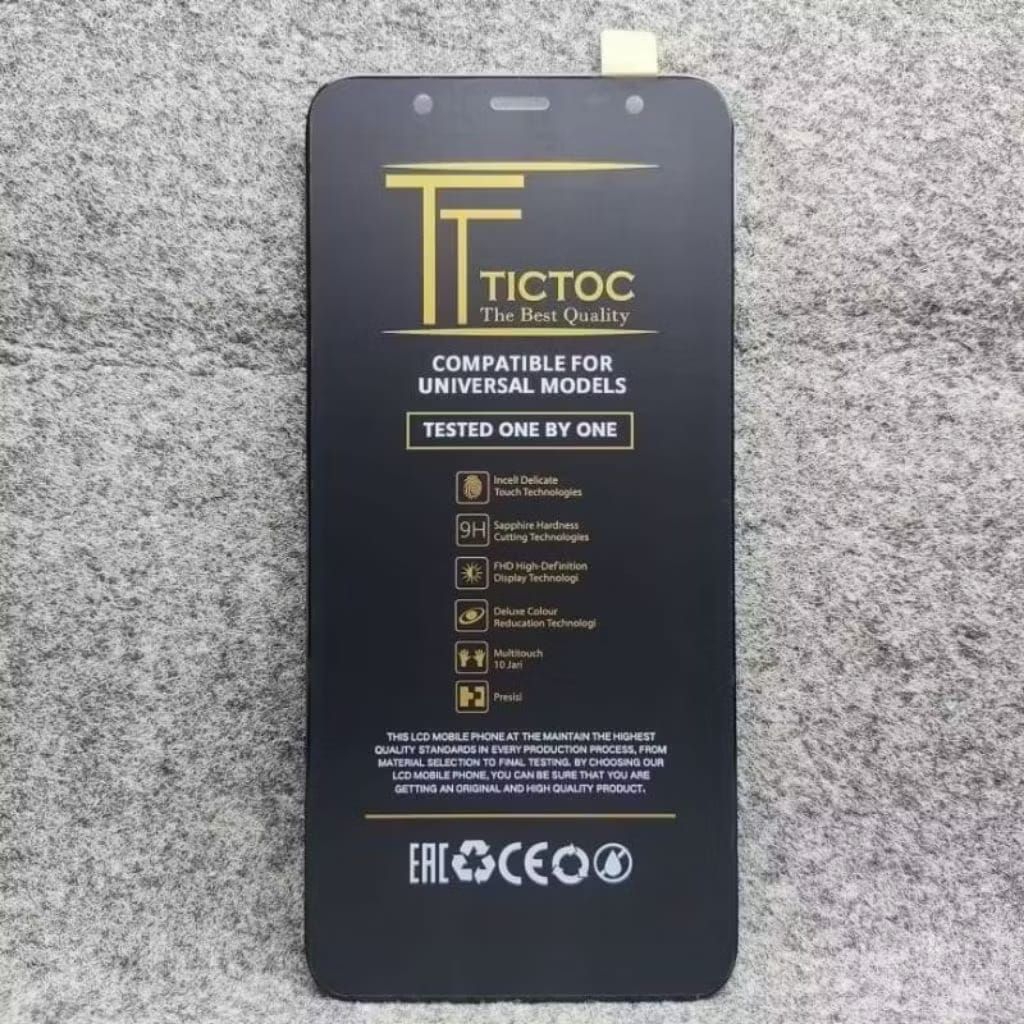 TT
TICTOC
The Best Quality
COMPATIBLE FOR
UNIVERSAL MODELS
TESTED ONE BY ONE
Incell Delicate
Touch Technologies
9H
Sapphire Hardness
Cutting Technologies
FHD High-Definition
Display Technologi
Deluxe Colour
Reducation Technologi
Multitouch
10 Jari
Presisi
THIS LCD MOBILE PHONE AT THE MAINTAIN THE HIGHEST
QUALITY STANDARDS IN EVERY PRODUCTION PROCESS, FROM
MATERIAL SELECTION TO FINAL TESTING. BY CHOOSING OUR
LCD MOBILE PHONE, YOU CAN BE SURE THAT YOU ARE
GETTING AN ORIGINAL AND HIGH QUALITY PRODUCT.
EAC CE